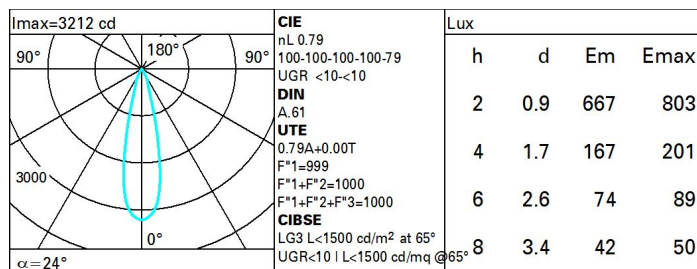 Imax=3212 cd
90°
180°
90°
3000
0°
α=24°
CIE
nL 0.79
100-100-100-100-79
UGR <10-<10
DIN
A.61
UTE
0.79A+0.00T
F"1=999
F"1+F"2=1000
F"1+F"2+F"3=1000
CIBSE
LG3 L<1500 cd/m² at 65°
UGR<10 | L<1500 cd/mq @65°
Lux
h d Em Emax
2 0.9 667 803
4 1.7 167 201
6 2.6 74 89
8 3.4 42 50